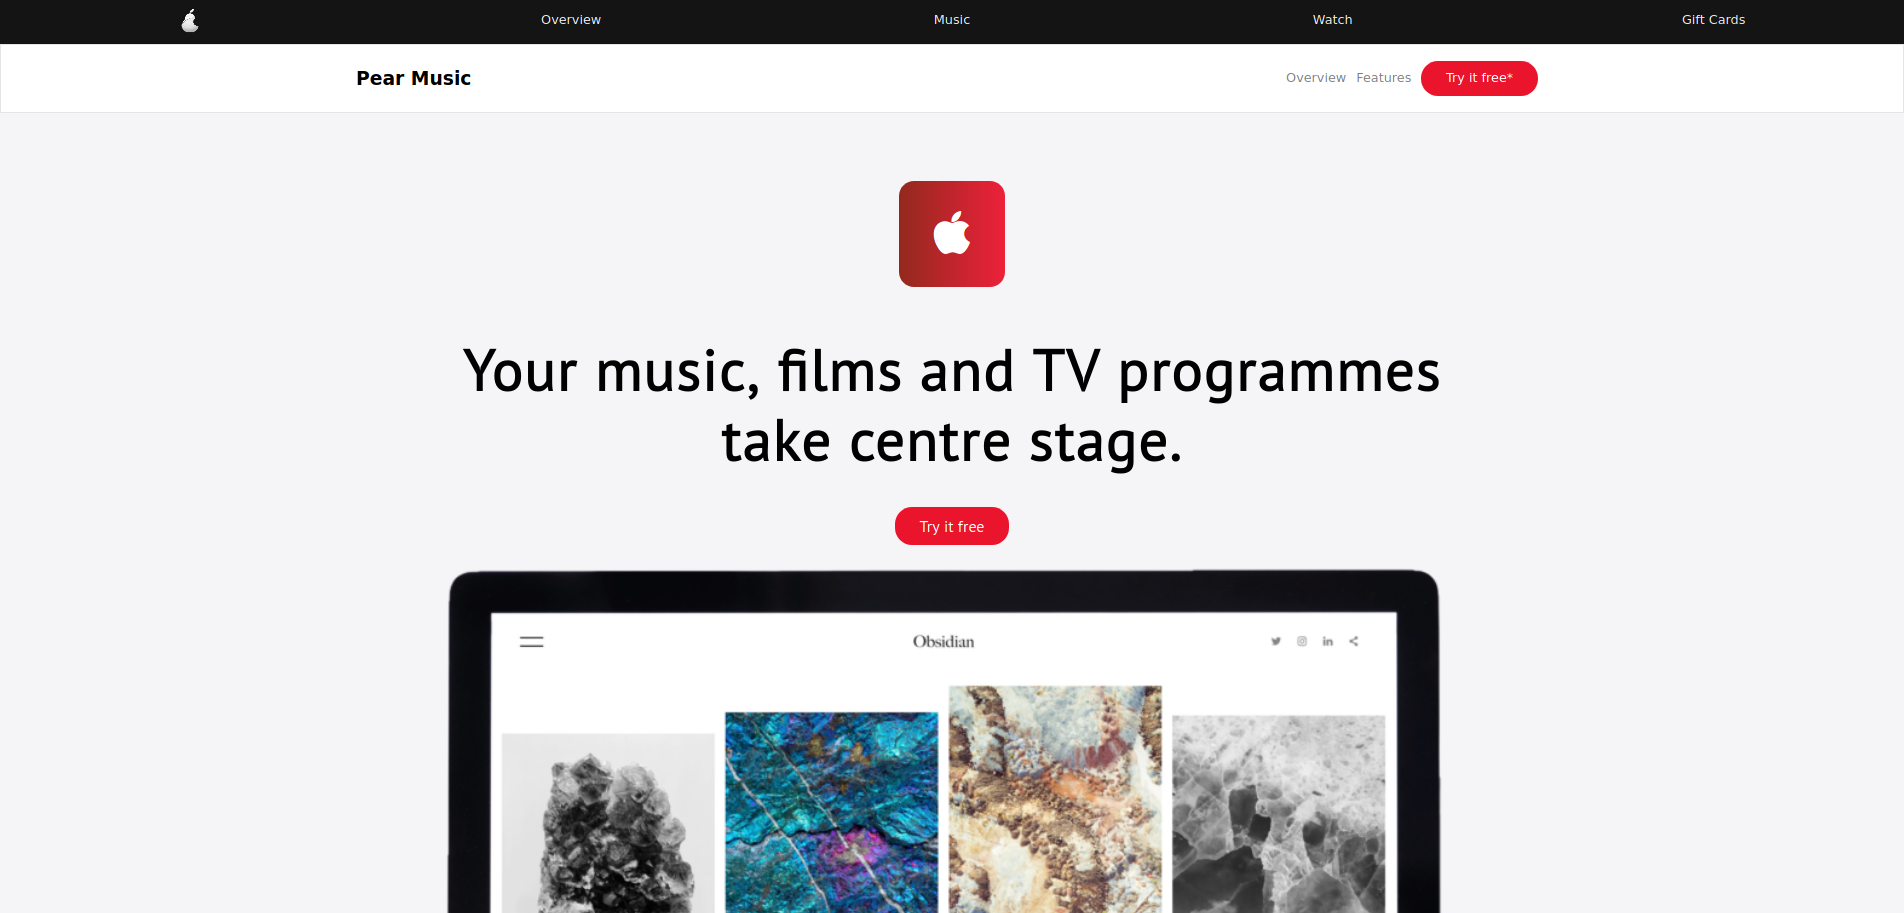 Overview Music Watch Gift Cards
Pear Music Overview Features Try it free*
Your music, films and TV programmes
take centre stage.
Try it free
Obsidian